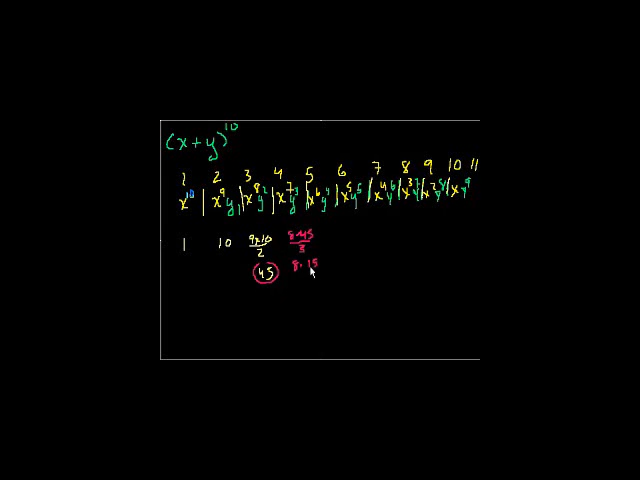 (x+y)^10
1 2 3 4 5 6 7 8 9 10 11
x^10 | x^9 y | x^8 y^2 | x^7 y^3 | x^6 y^4 | x^5 y^5 | x^4 y^6 | x^3 y^7 | x^2 y^8 | x y^9
1 10 9×10/2 8·45/3
45 8·15